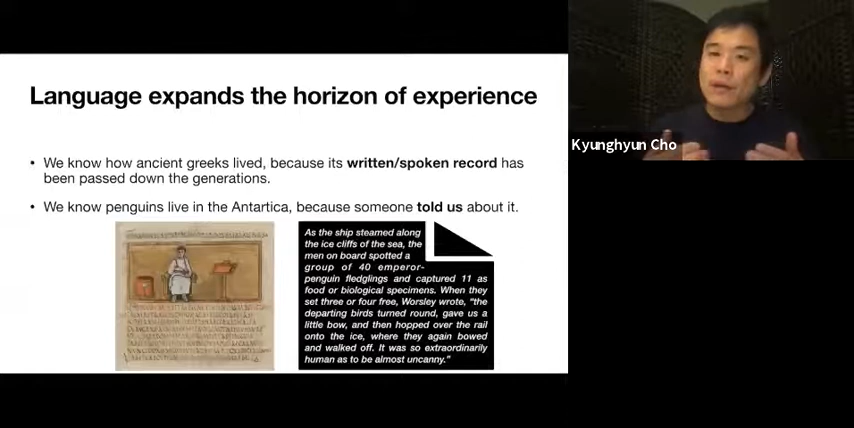 Language expands the horizon of experience
• We know how ancient greeks lived, because its written/spoken record has
been passed down the generations.
• We know penguins live in the Antartica, because someone told us about it.
As the ship steamed along
the ice cliffs of the sea, the
men on board spotted a
group of 40 emperor-
penguin fledglings and captured 11 as
food or biological specimens. When they
set three or four free, Worsley wrote, “the
departing birds turned round, gave us a
little bow, and then hopped over the rail
onto the ice, where they again bowed
and walked off. It was so extraordinarily
human as to be almost uncanny.”
Kyunghyun Cho